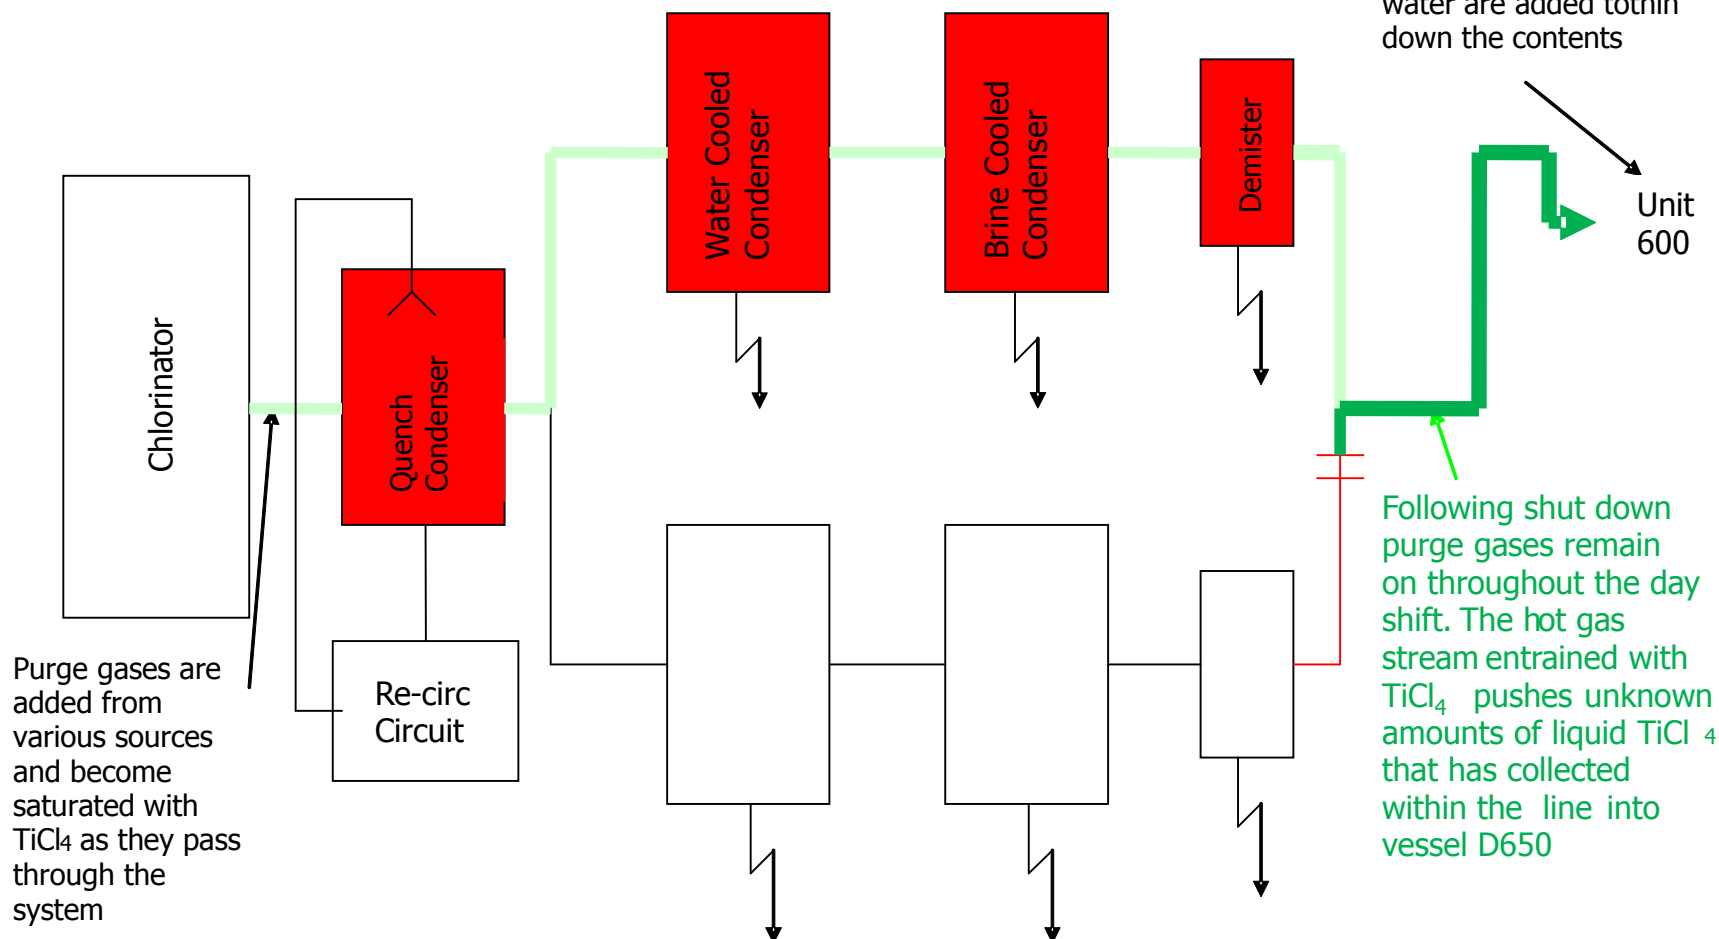 water are added tothin
down the contents
Water Cooled
Condenser
Brine Cooled
Condenser
Demister
Unit
600
Chlorinator
Quench
Condenser
Re-circ
Circuit
Purge gases are
added from
various sources
and become
saturated with
TiCl4 as they pass
through the
system
Following shut down
purge gases remain
on throughout the day
shift. The hot gas
stream entrained with
TiCl4 pushes unknown
amounts of liquid TiCl 4
that has collected
within the line into
vessel D650